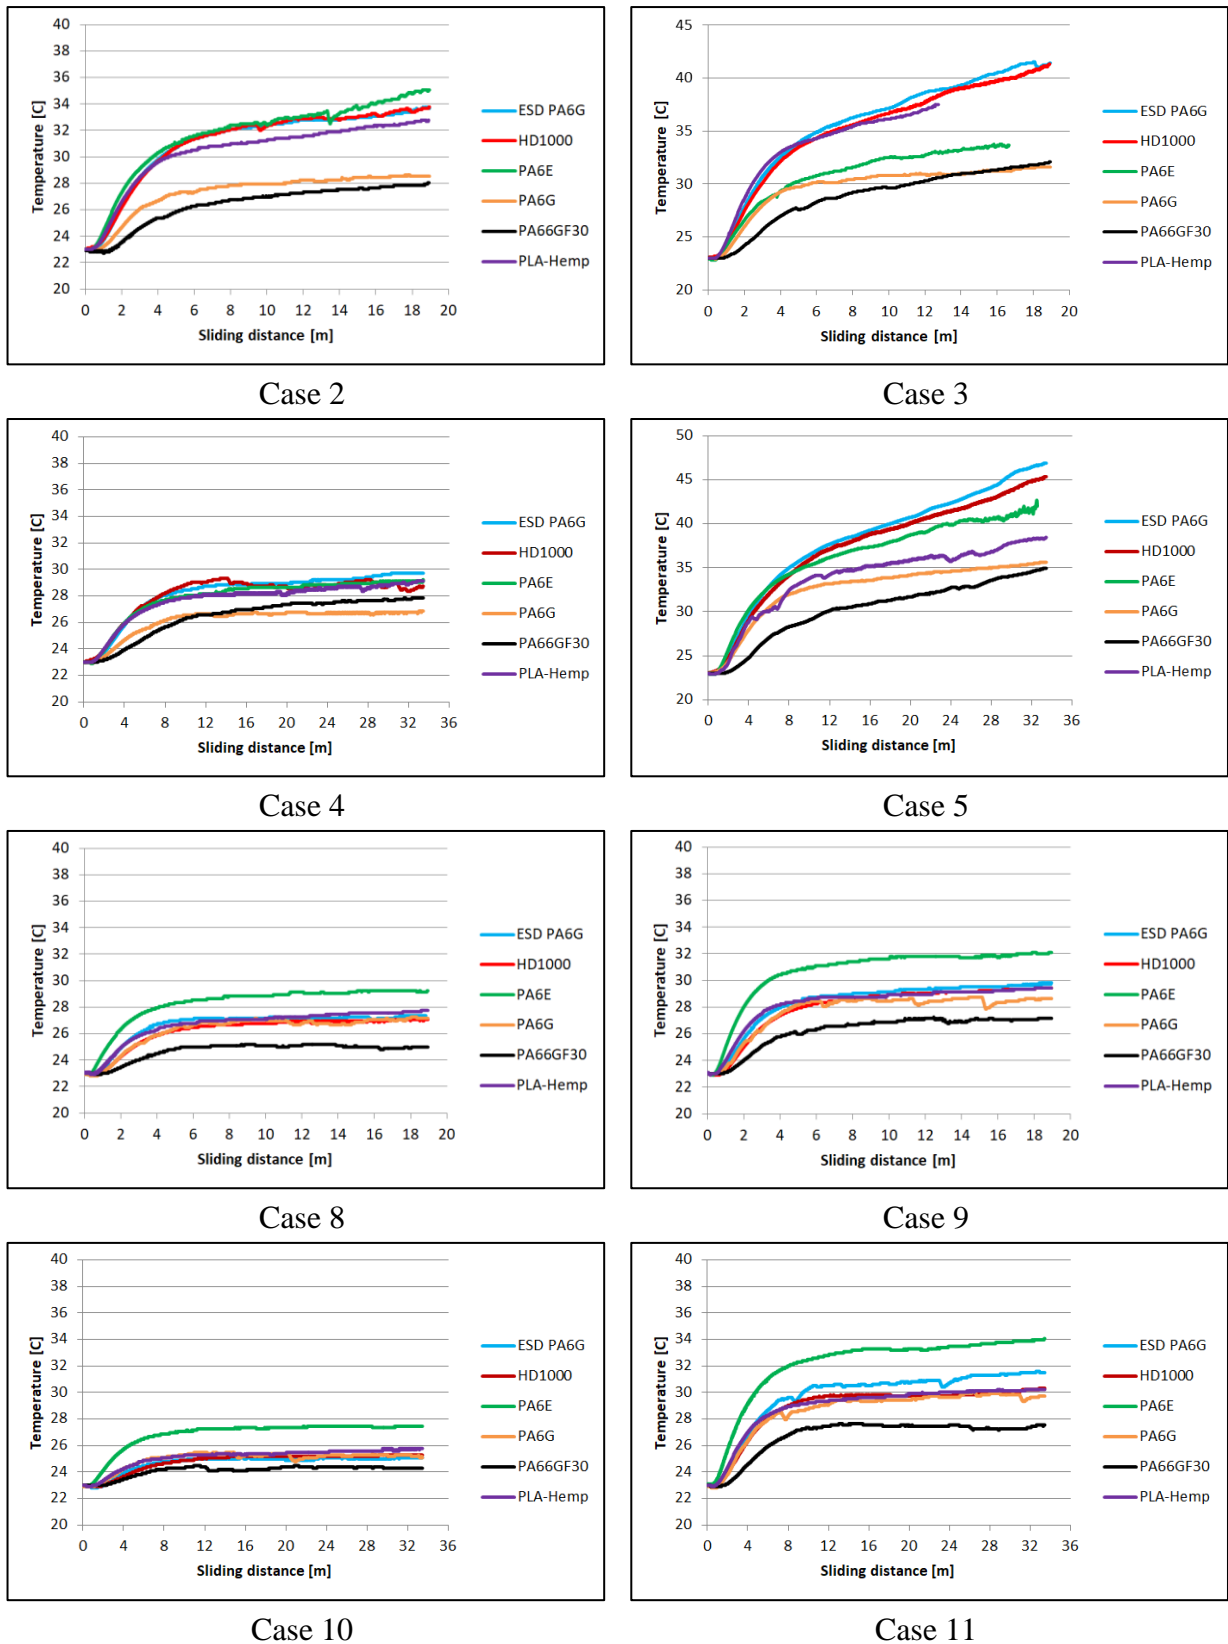 40
38
36
34
32
30
28
26
24
22
20
Temperature [C]
0 2 4 6 8 10 12 14 16 18 20
Sliding distance [m]
ESD PA6G
HD1000
PA6E
PA6G
PA66GF30
PLA-Hemp
Case 2
45
40
35
30
25
20
Temperature [C]
0 2 4 6 8 10 12 14 16 18 20
Sliding distance [m]
ESD PA6G
HD1000
PA6E
PA6G
PA66GF30
PLA-Hemp
Case 3
40
38
36
34
32
30
28
26
24
22
20
Temperature [C]
0 4 8 12 16 20 24 28 32 36
Sliding distance [m]
ESD PA6G
HD1000
PA6E
PA6G
PA66GF30
PLA-Hemp
Case 4
50
45
40
35
30
25
20
Temperature [C]
0 4 8 12 16 20 24 28 32 36
Sliding distance [m]
ESD PA6G
HD1000
PA6E
PA6G
PA66GF30
PLA-Hemp
Case 5
40
38
36
34
32
30
28
26
24
22
20
Temperature [C]
0 2 4 6 8 10 12 14 16 18 20
Sliding distance [m]
ESD PA6G
HD1000
PA6E
PA6G
PA66GF30
PLA-Hemp
Case 8
40
38
36
34
32
30
28
26
24
22
20
Temperature [C]
0 2 4 6 8 10 12 14 16 18 20
Sliding distance [m]
ESD PA6G
HD1000
PA6E
PA6G
PA66GF30
PLA-Hemp
Case 9
40
38
36
34
32
30
28
26
24
22
20
Temperature [C]
0 4 8 12 16 20 24 28 32 36
Sliding distance [m]
ESD PA6G
HD1000
PA6E
PA6G
PA66GF30
PLA-Hemp
Case 10
40
38
36
34
32
30
28
26
24
22
20
Temperature [C]
0 4 8 12 16 20 24 28 32 36
Sliding distance [m]
ESD PA6G
HD1000
PA6E
PA6G
PA66GF30
PLA-Hemp
Case 11